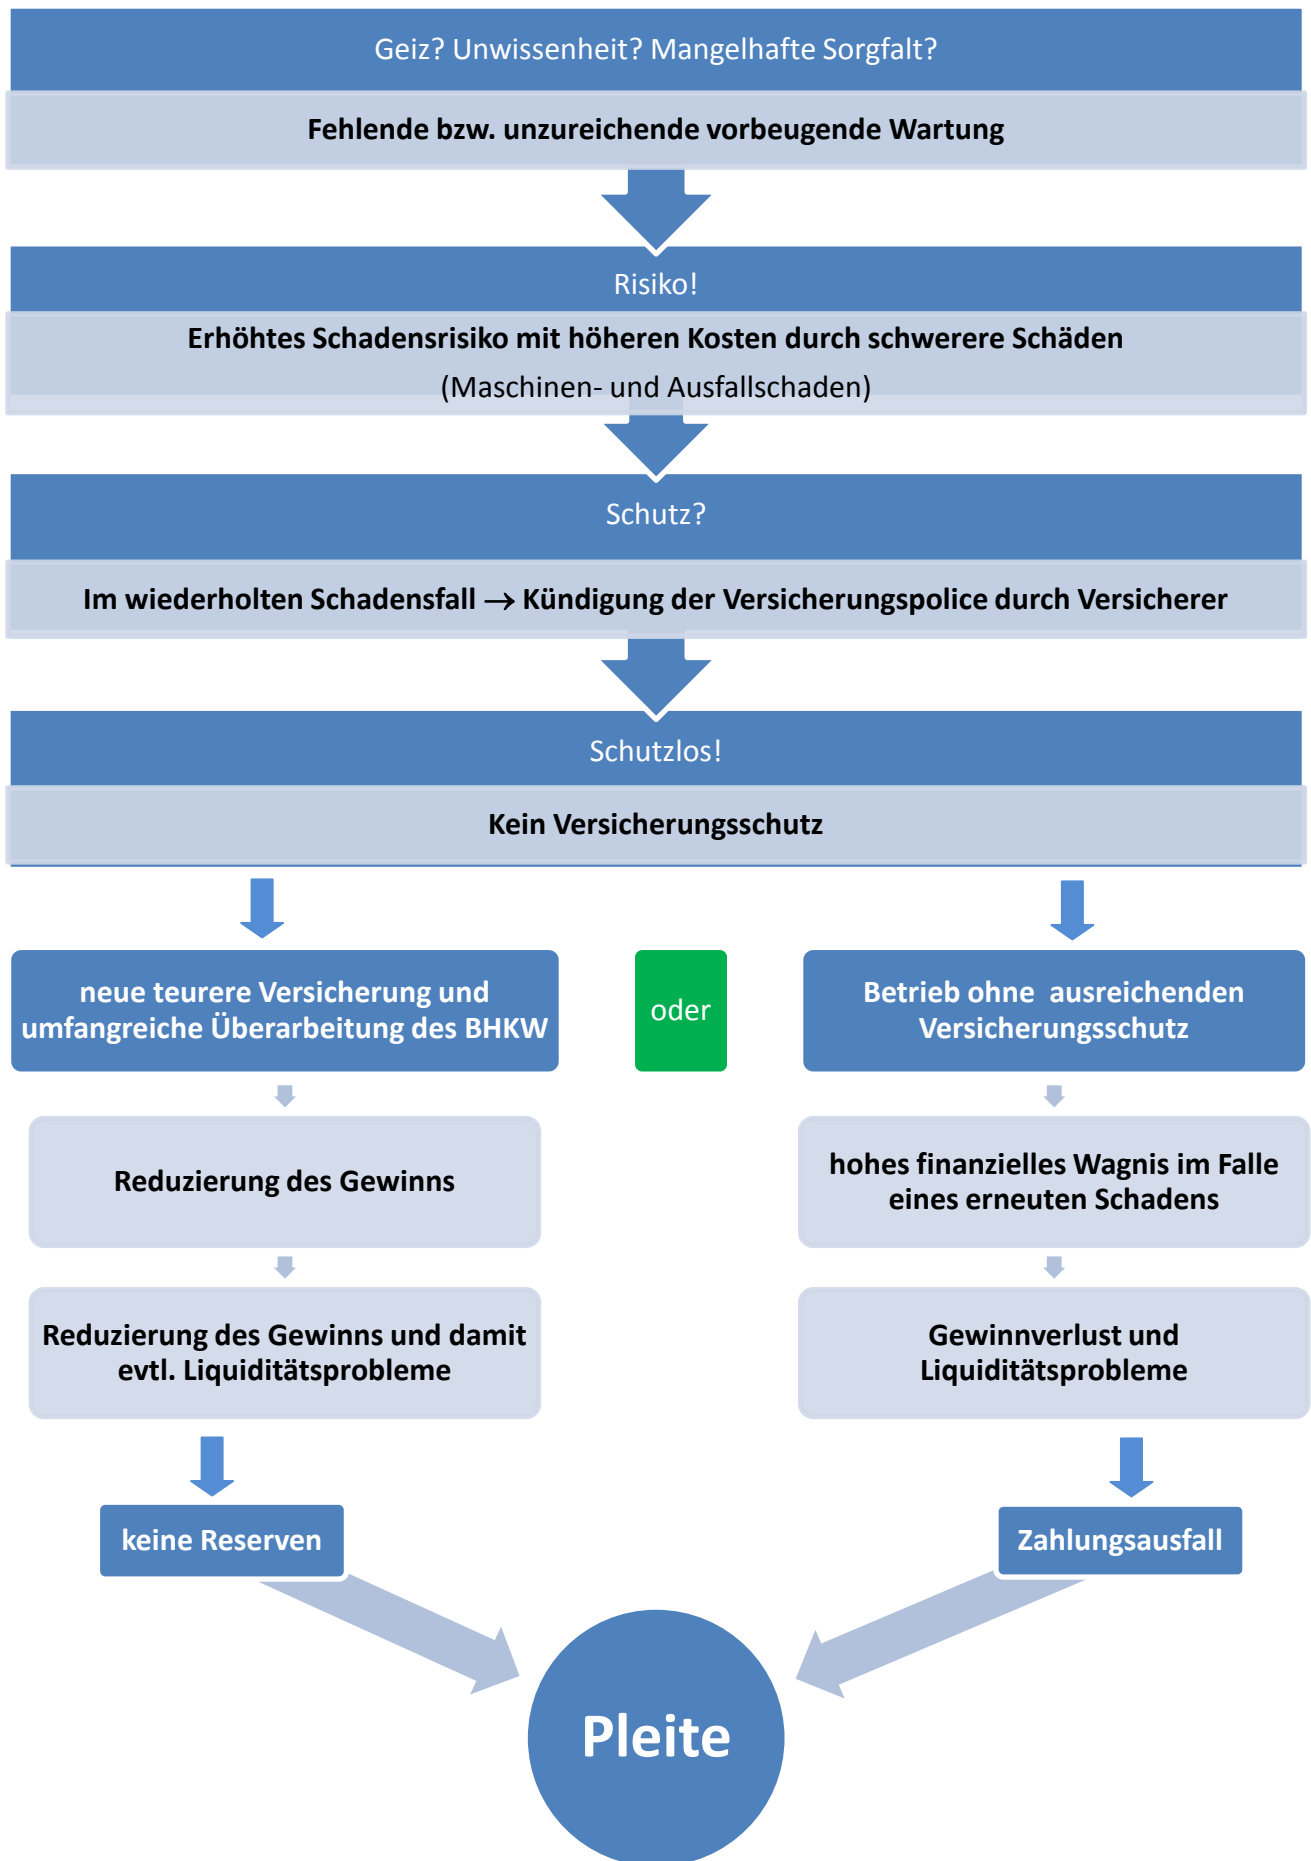 Geiz? Unwissenheit? Mangelhafte Sorgfalt?
Fehlende bzw. unzureichende vorbeugende Wartung
Risiko!
Erhöhtes Schadensrisiko mit höheren Kosten durch schwerere Schäden
(Maschinen- und Ausfallschaden)
Schutz?
Im wiederholten Schadensfall → Kündigung der Versicherungspolice durch Versicherer
Schutzlos!
Kein Versicherungsschutz
neue teurere Versicherung und
umfangreiche Überarbeitung des BHKW
oder
Betrieb ohne ausreichenden
Versicherungsschutz
Reduzierung des Gewinns
hohes finanzielles Wagnis im Falle
eines erneuten Schadens
Reduzierung des Gewinns und damit
evtl. Liquiditätsprobleme
Gewinnverlust und
Liquiditätsprobleme
keine Reserven
Zahlungsausfall
Pleite